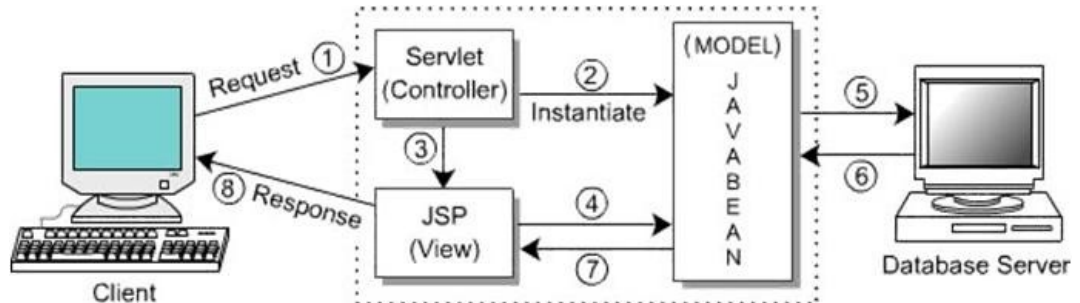 Request ①
Servlet
(Controller)
②
Instantiate
(MODEL)
J
A
V
A
B
E
A
N
⑤
⑥
③
⑧ Response
JSP
(View)
④
⑦
Client
Database Server